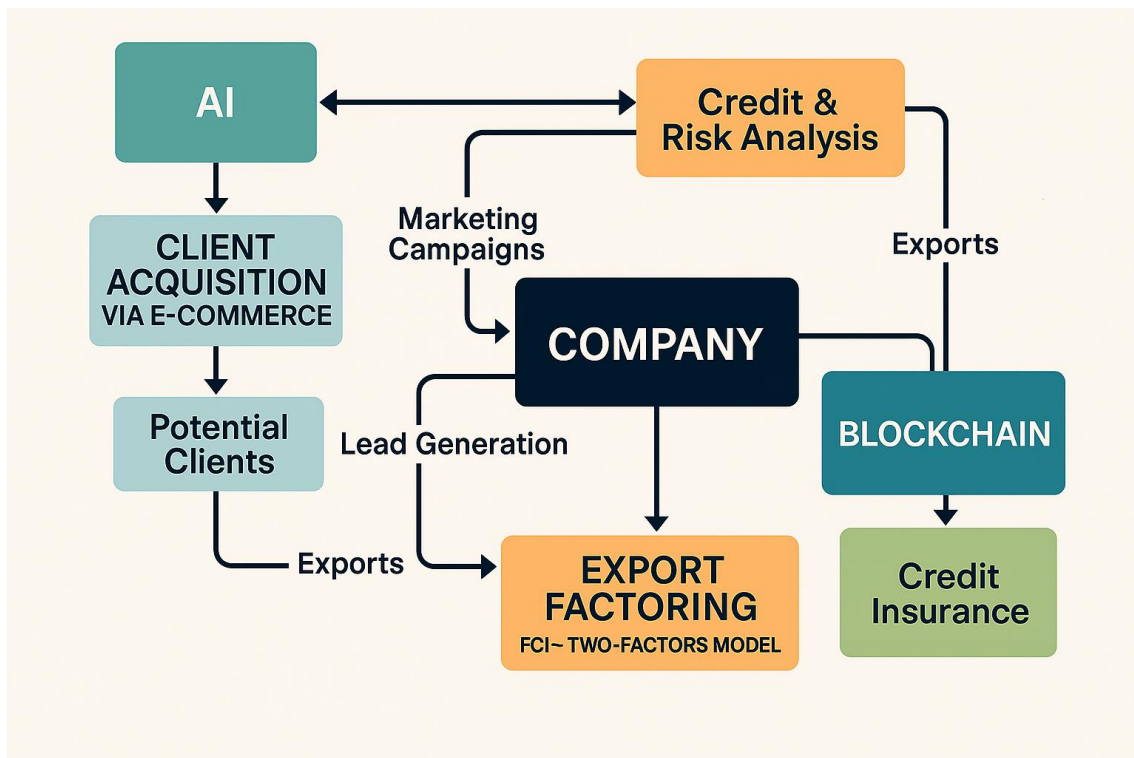 AI
Credit &
Risk Analysis
CLIENT
ACQUISITION
VIA E-COMMERCE
Marketing
Campaigns
Exports
COMPANY
Potential
Clients
Lead Generation
BLOCKCHAIN
Exports
EXPORT
FACTORING
FCI~ TWO-FACTORS MODEL
Credit
Insurance